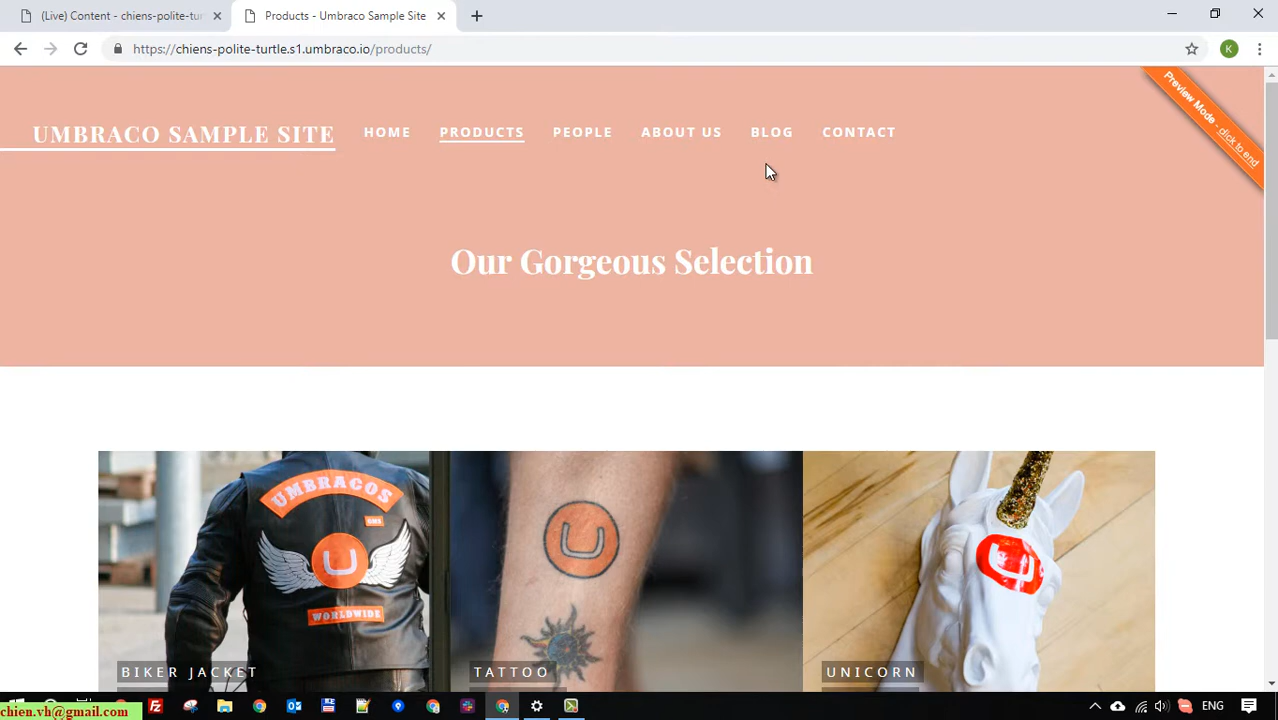 (Live) Content - chiens-polite-tur
Products - Umbraco Sample Site
https://chiens-polite-turtle.s1.umbraco.io/products/
K
Preview Mode - click to end
UMBRACO SAMPLE SITE
HOME
PRODUCTS
PEOPLE
ABOUT US
BLOG
CONTACT
Our Gorgeous Selection
UMBRACOS
WORLDWIDE
BIKER JACKET
TATTOO
UNICORN
chien.vh@gmail.com
ENG